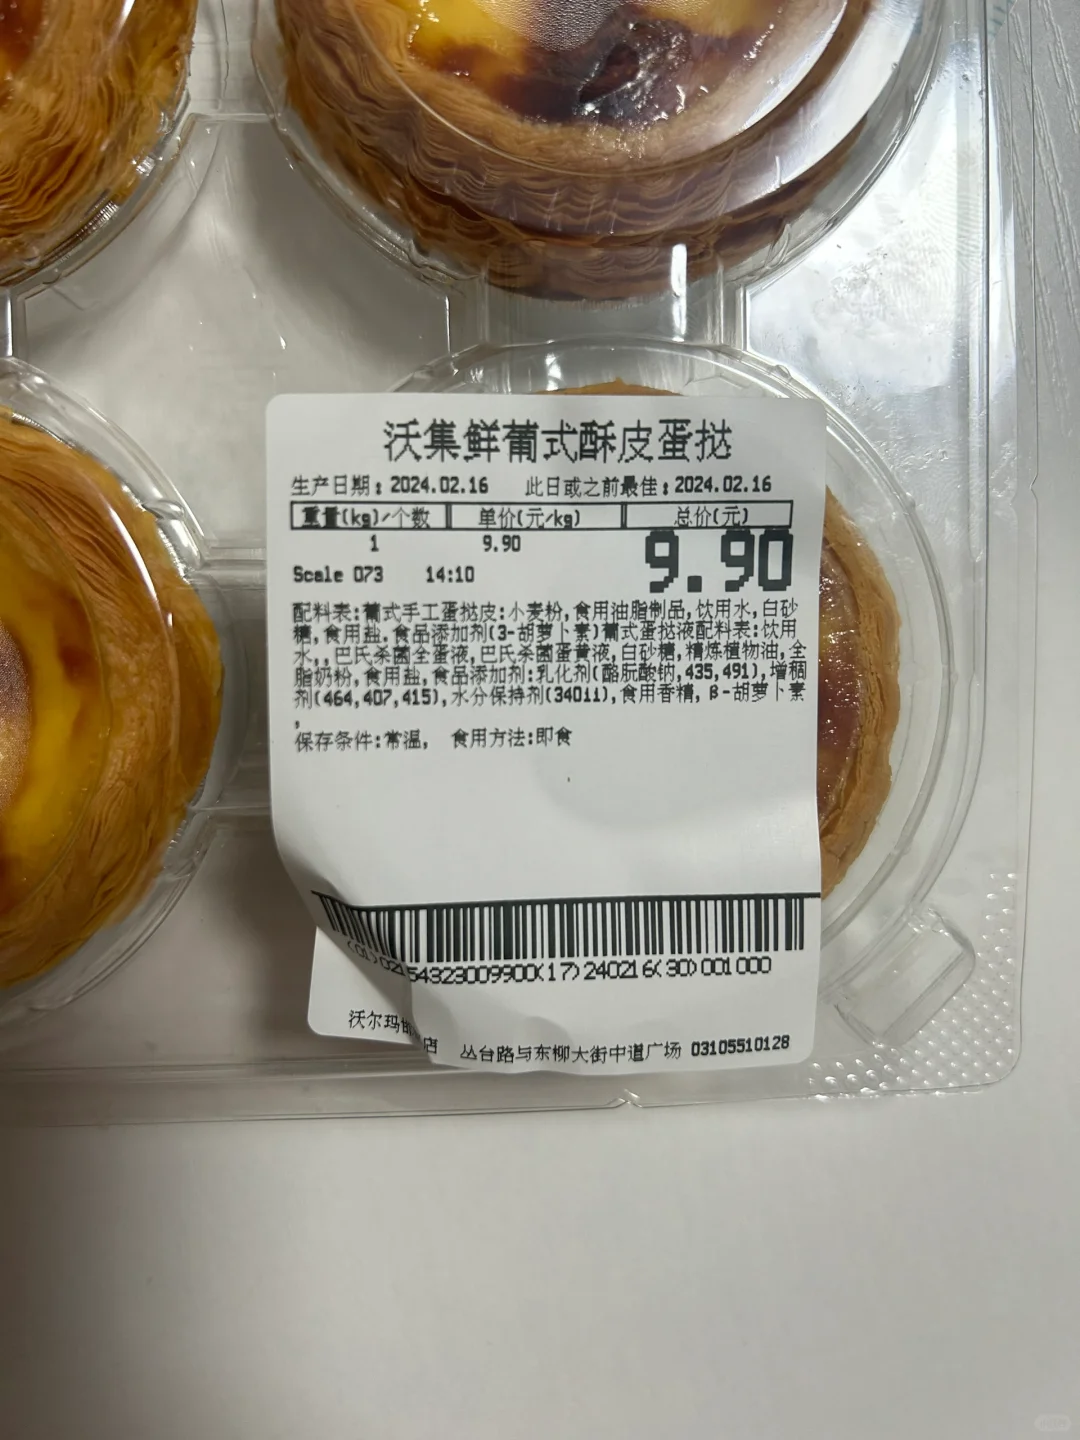 沃集鲜葡式酥皮蛋挞
生产日期:2024.02.16 此日或之前最佳:2024.02.16
重量(kg)/个数 单价(元/kg) 总价(元)
1 9.90 9.90
Scale 073 14:10
配料表:葡式手工蛋挞皮:小麦粉,食用油脂制品,饮用水,白砂
糖,食用盐.食品添加剂(3-胡萝卜素)葡式蛋挞液配料表:饮用
水,,巴氏杀菌全蛋液,巴氏杀菌蛋黄液,白砂糖,精炼植物油,全
脂奶粉,食用盐,食品添加剂:乳化剂(酪朊酸钠,435,491),增稠
剂(464,407,415),水分保持剂(340ii),食用香精,β-胡萝卜素
,
保存条件:常温, 食用方法:即食
(01)02154323009900(17)240216(30)001000
沃尔玛 店 丛台路与东柳大街中道广场 03105510128